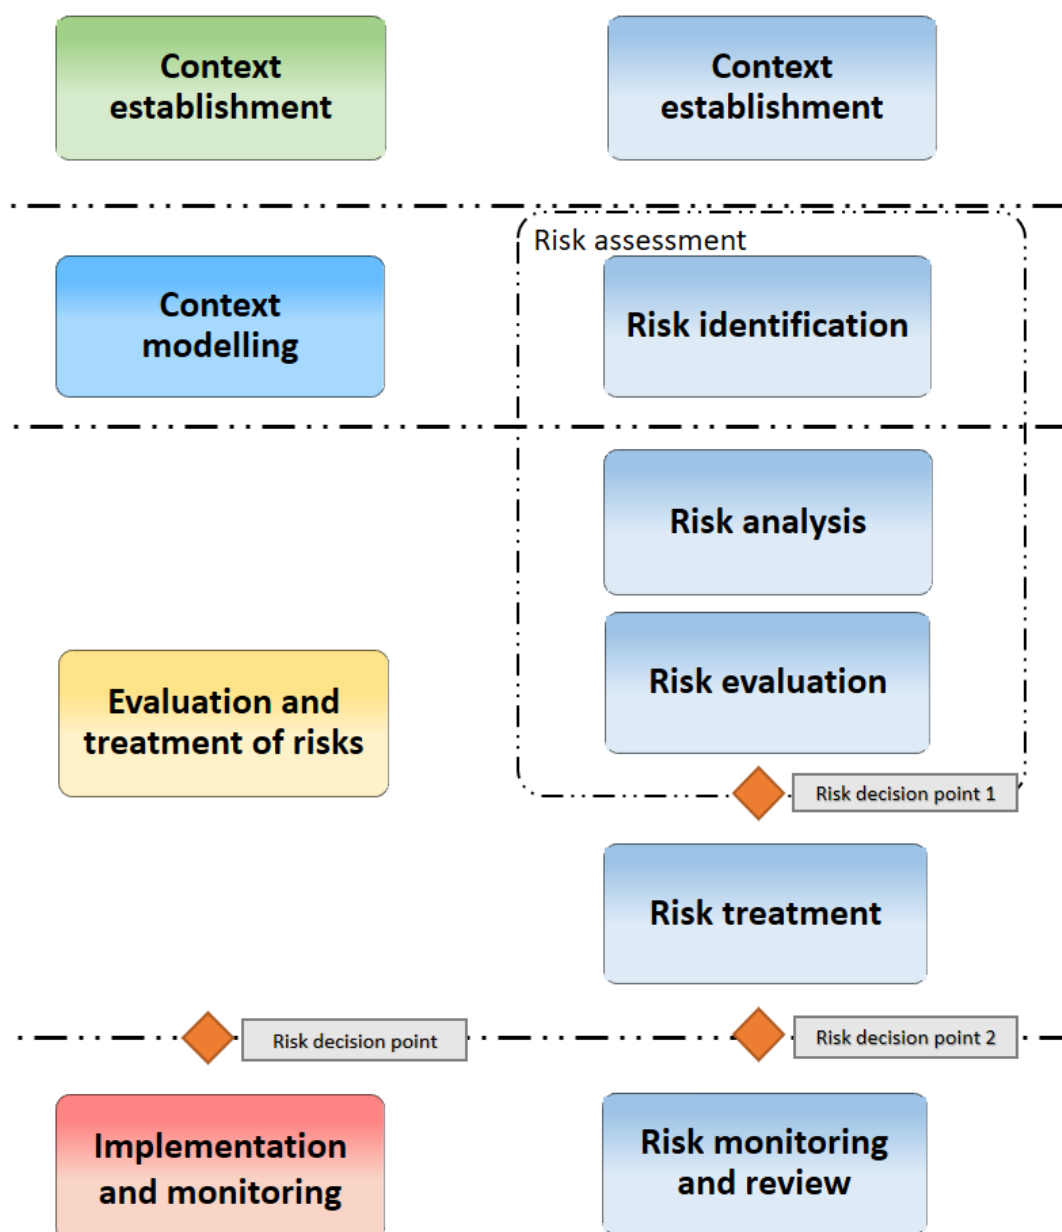 Context
establishment
Context
establishment
Risk assessment
Context
modelling
Risk identification
Risk analysis
Evaluation and
treatment of risks
Risk evaluation
Risk decision point 1
Risk treatment
Risk decision point
Risk decision point 2
Implementation
and monitoring
Risk monitoring
and review